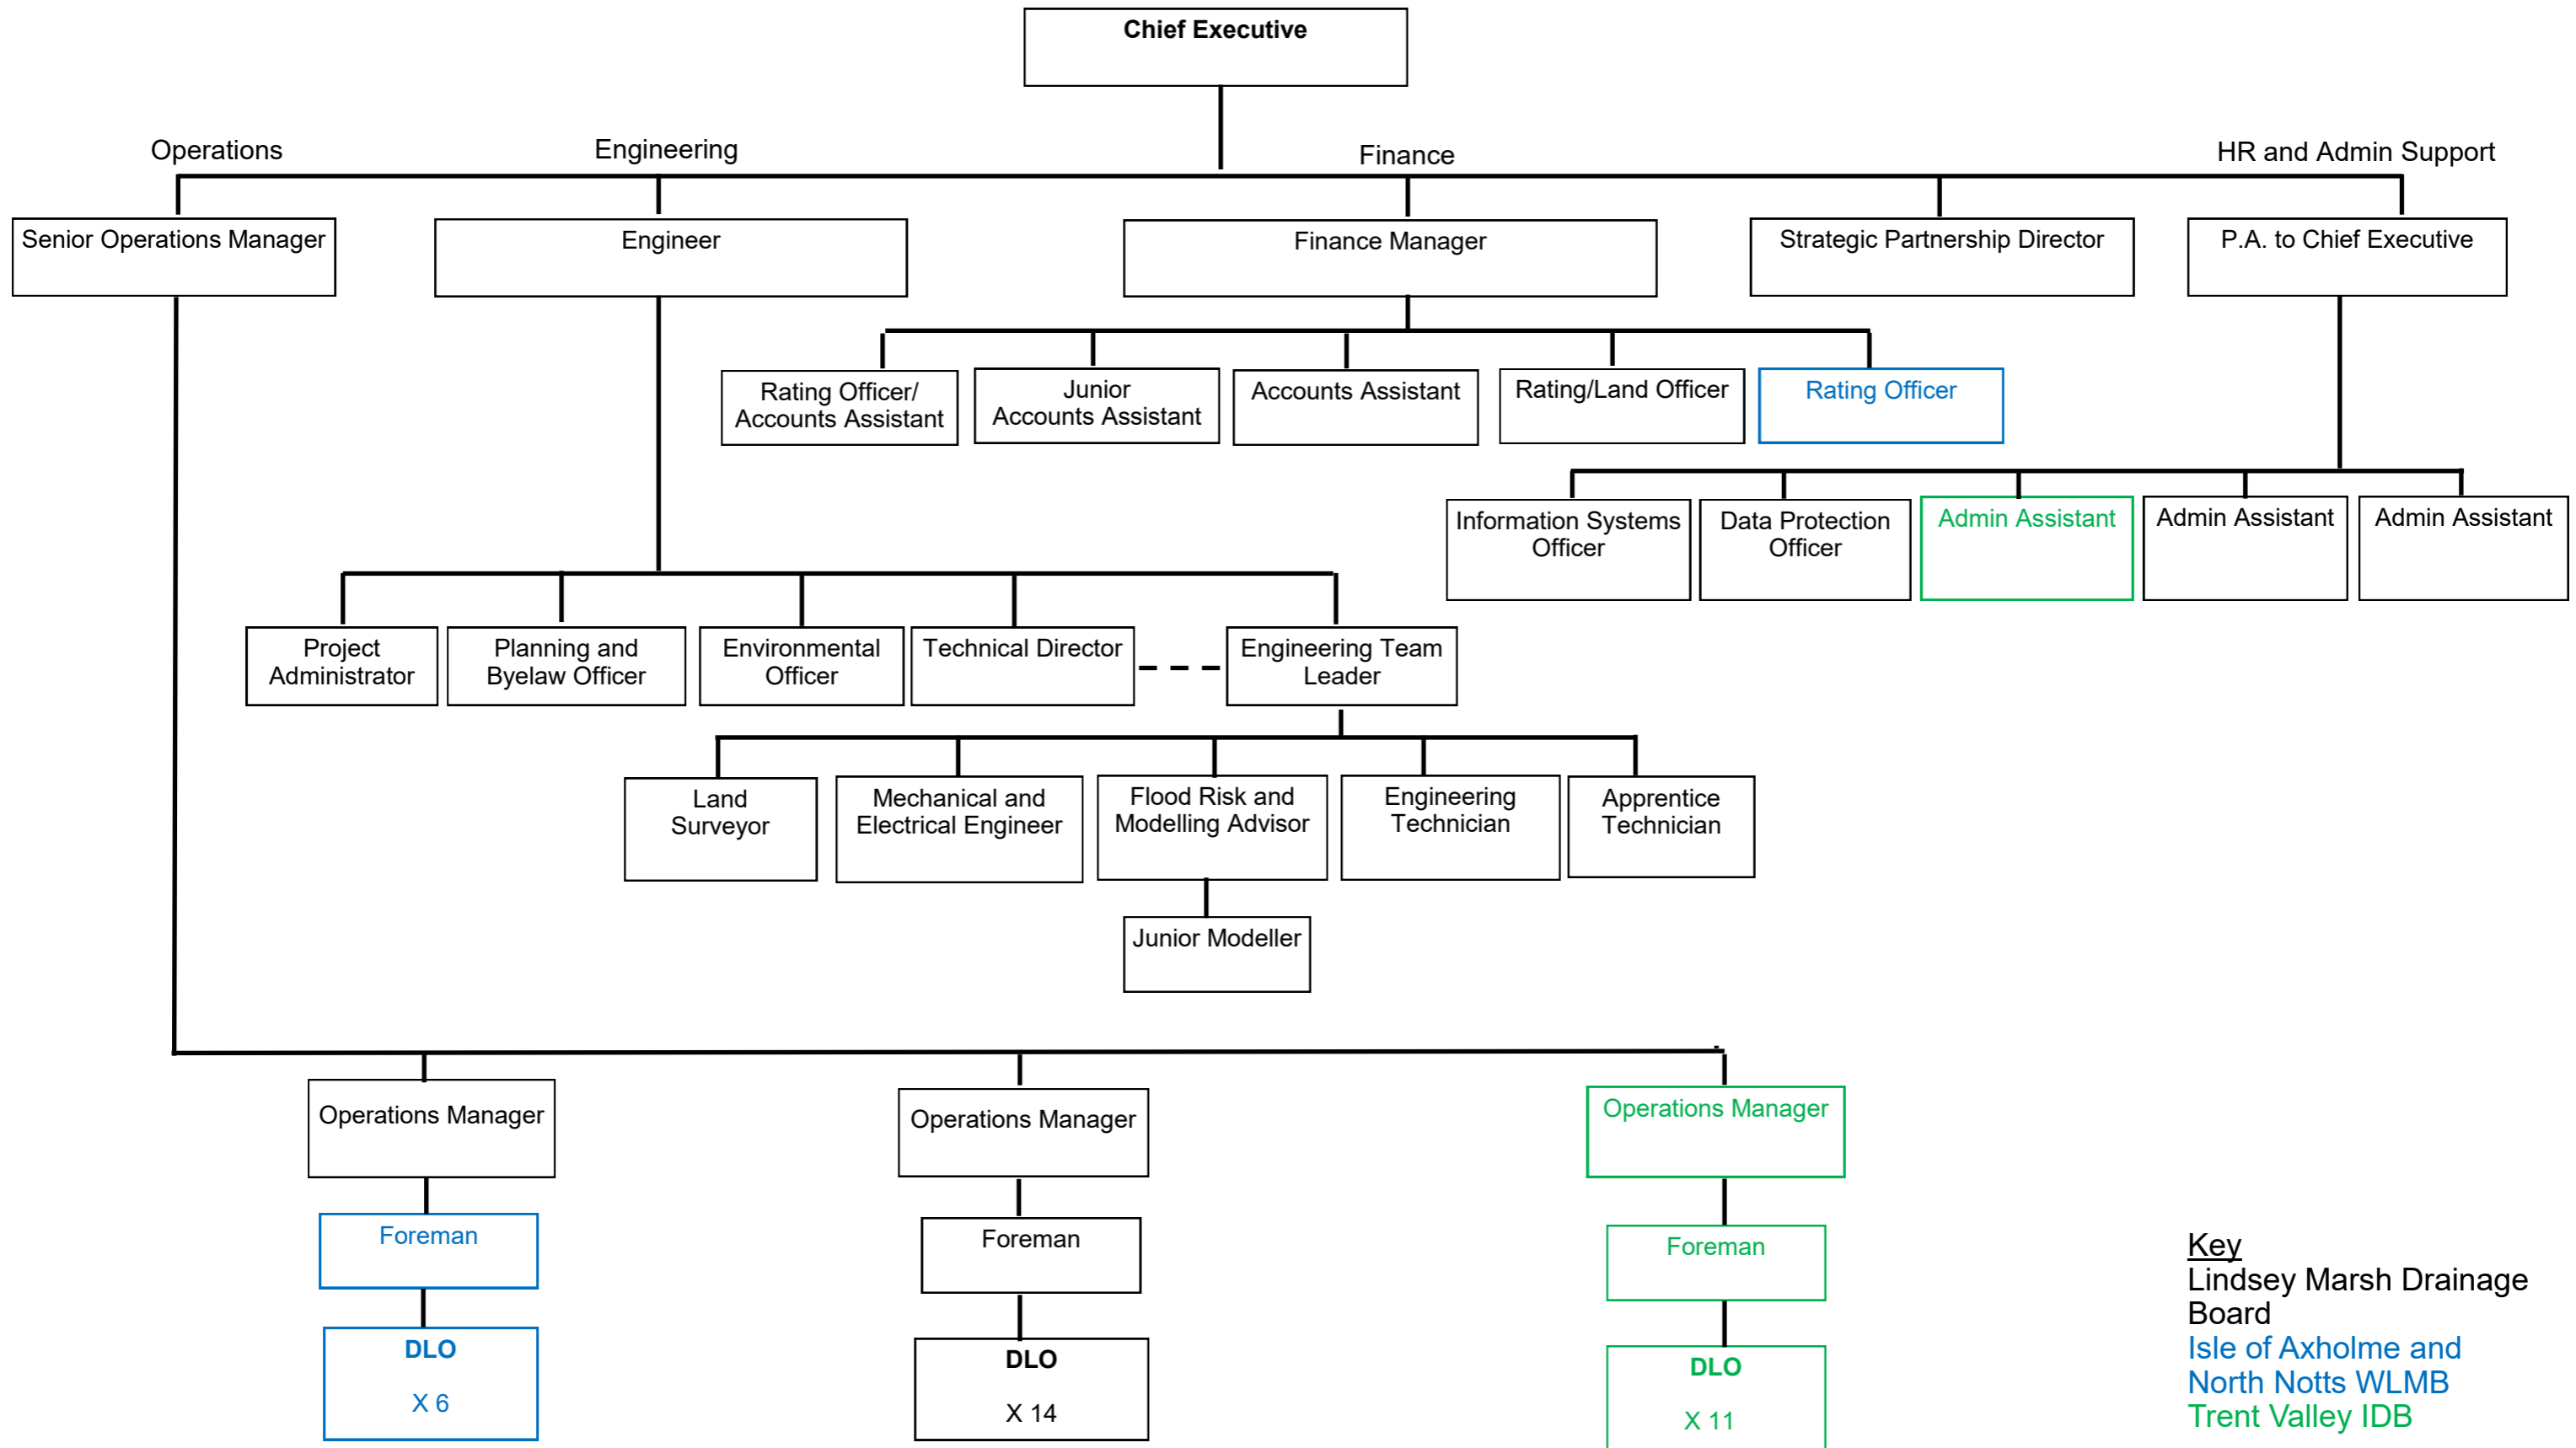 Chief Executive
Operations
Engineering
Finance
HR and Admin Support
Senior Operations Manager
Engineer
Finance Manager
Strategic Partnership Director
P.A. to Chief Executive
Rating Officer/
Accounts Assistant
Junior
Accounts Assistant
Accounts Assistant
Rating/Land Officer
Rating Officer
Information Systems
Officer
Data Protection
Officer
Admin Assistant
Admin Assistant
Admin Assistant
Project
Administrator
Planning and
Byelaw Officer
Environmental
Officer
Technical Director
Engineering Team
Leader
Land
Surveyor
Mechanical and
Electrical Engineer
Flood Risk and
Modelling Advisor
Engineering
Technician
Apprentice
Technician
Junior Modeller
Operations Manager
Operations Manager
Operations Manager
Foreman
Foreman
Foreman
DLO
X 6
DLO
X 14
DLO
X 11
Key
Lindsey Marsh Drainage
Board
Isle of Axholme and
North Notts WLMB
Trent Valley IDB